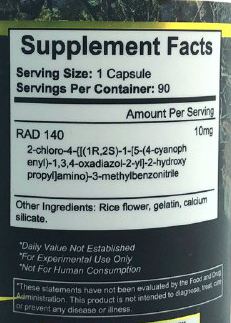 Supplement Facts
Serving Size: 1 Capsule
Servings Per Container: 90
Amount Per Serving
RAD 140 10mg
2-chloro-4-{[(1R,2S)-1-[5-(4-cyanoph
enyl)-1,3,4-oxadiazol-2-yl]-2-hydroxy
propyl]amino}-3-methylbenzonitrile
Other Ingredients: Rice flower, gelatin, calcium
silicate.
*Daily Value Not Established
*For Experimental Use Only
*Not For Human Consumption
*These statements have not been evaluated by the Food and Drug
Administration. This product is not intended to diagnose, treat, cure
or prevent any disease or illness.